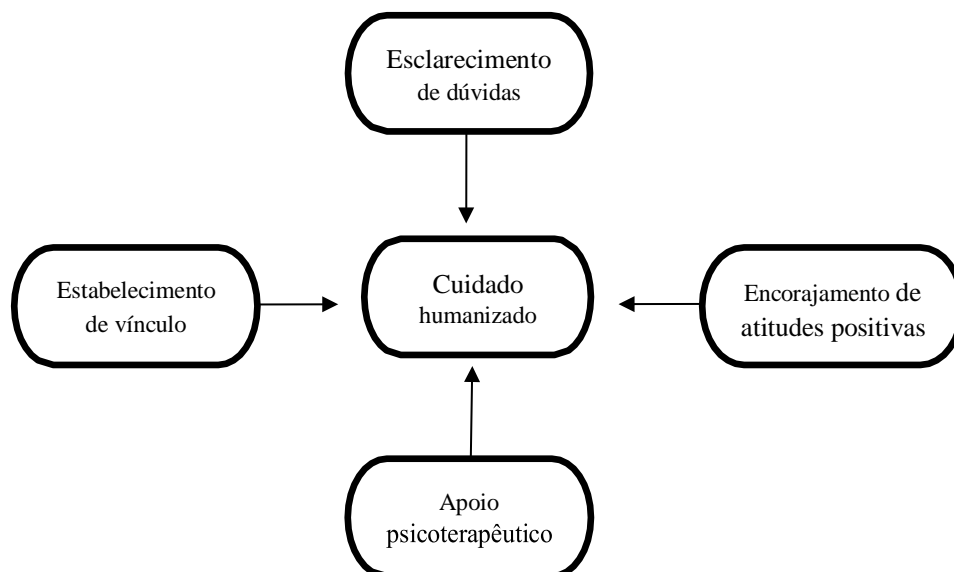 Esclarecimento
de dúvidas
Estabelecimento
de vínculo
Cuidado
humanizado
Encorajamento de
atitudes positivas
Apoio
psicoterapêutico